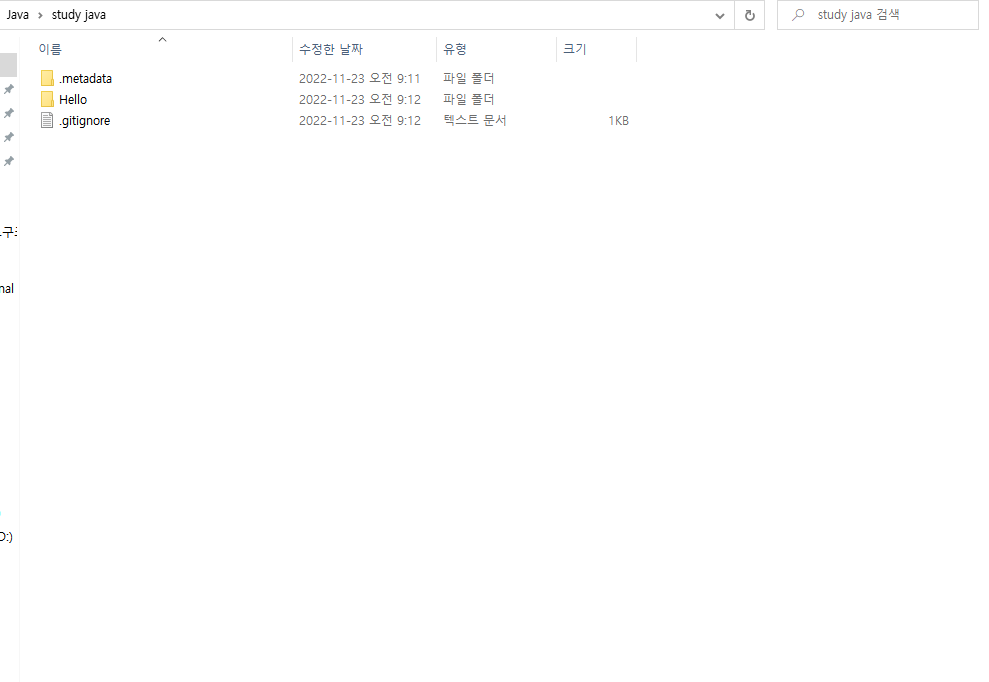 Java > study java
study java 검색
이름 수정한 날짜 유형 크기
.metadata 2022-11-23 오전 9:11 파일 폴더
Hello 2022-11-23 오전 9:12 파일 폴더
.gitignore 2022-11-23 오전 9:12 텍스트 문서 1KB
nal
D:)